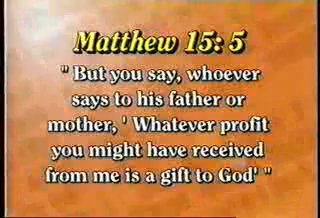 Matthew 15: 5
" But you say, whoever
says to his father or
mother, ' Whatever profit
you might have received
from me is a gift to God' "